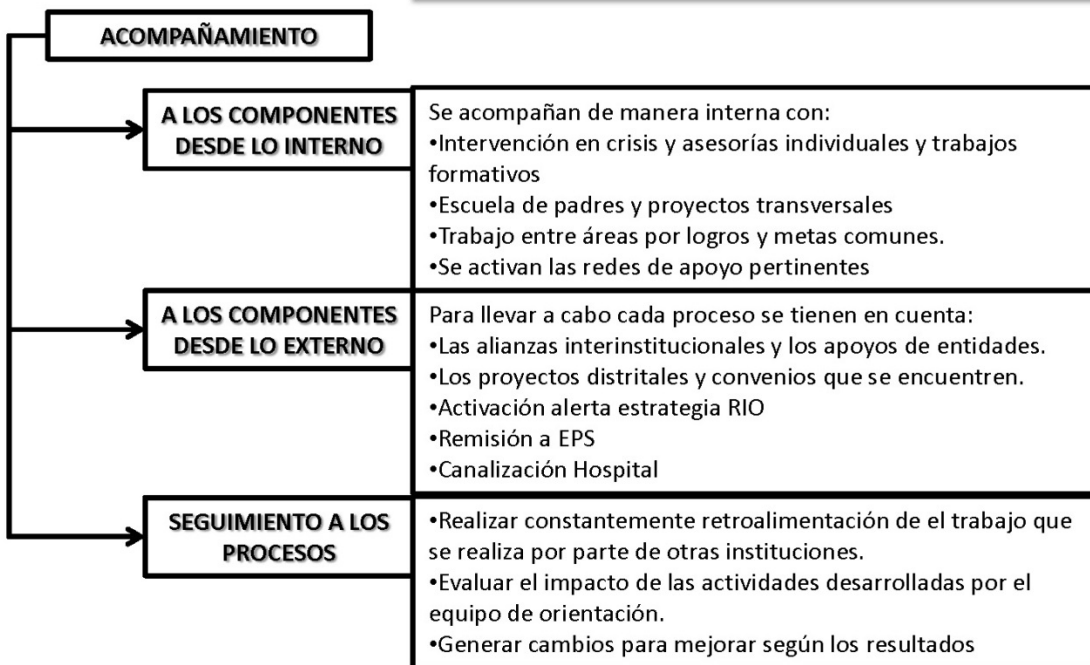 ACOMPAÑAMIENTO
A LOS COMPONENTES
DESDE LO INTERNO
Se acompañan de manera interna con:
•Intervención en crisis y asesorías individuales y trabajos
formativos
•Escuela de padres y proyectos transversales
•Trabajo entre áreas por logros y metas comunes.
•Se activan las redes de apoyo pertinentes
A LOS COMPONENTES
DESDE LO EXTERNO
Para llevar a cabo cada proceso se tienen en cuenta:
•Las alianzas interinstitucionales y los apoyos de entidades.
•Los proyectos distritales y convenios que se encuentren.
•Activación alerta estrategia RIO
•Remisión a EPS
•Canalización Hospital
SEGUIMIENTO A LOS
PROCESOS
•Realizar constantemente retroalimentación de el trabajo que
se realiza por parte de otras instituciones.
•Evaluar el impacto de las actividades desarrolladas por el
equipo de orientación.
•Generar cambios para mejorar según los resultados